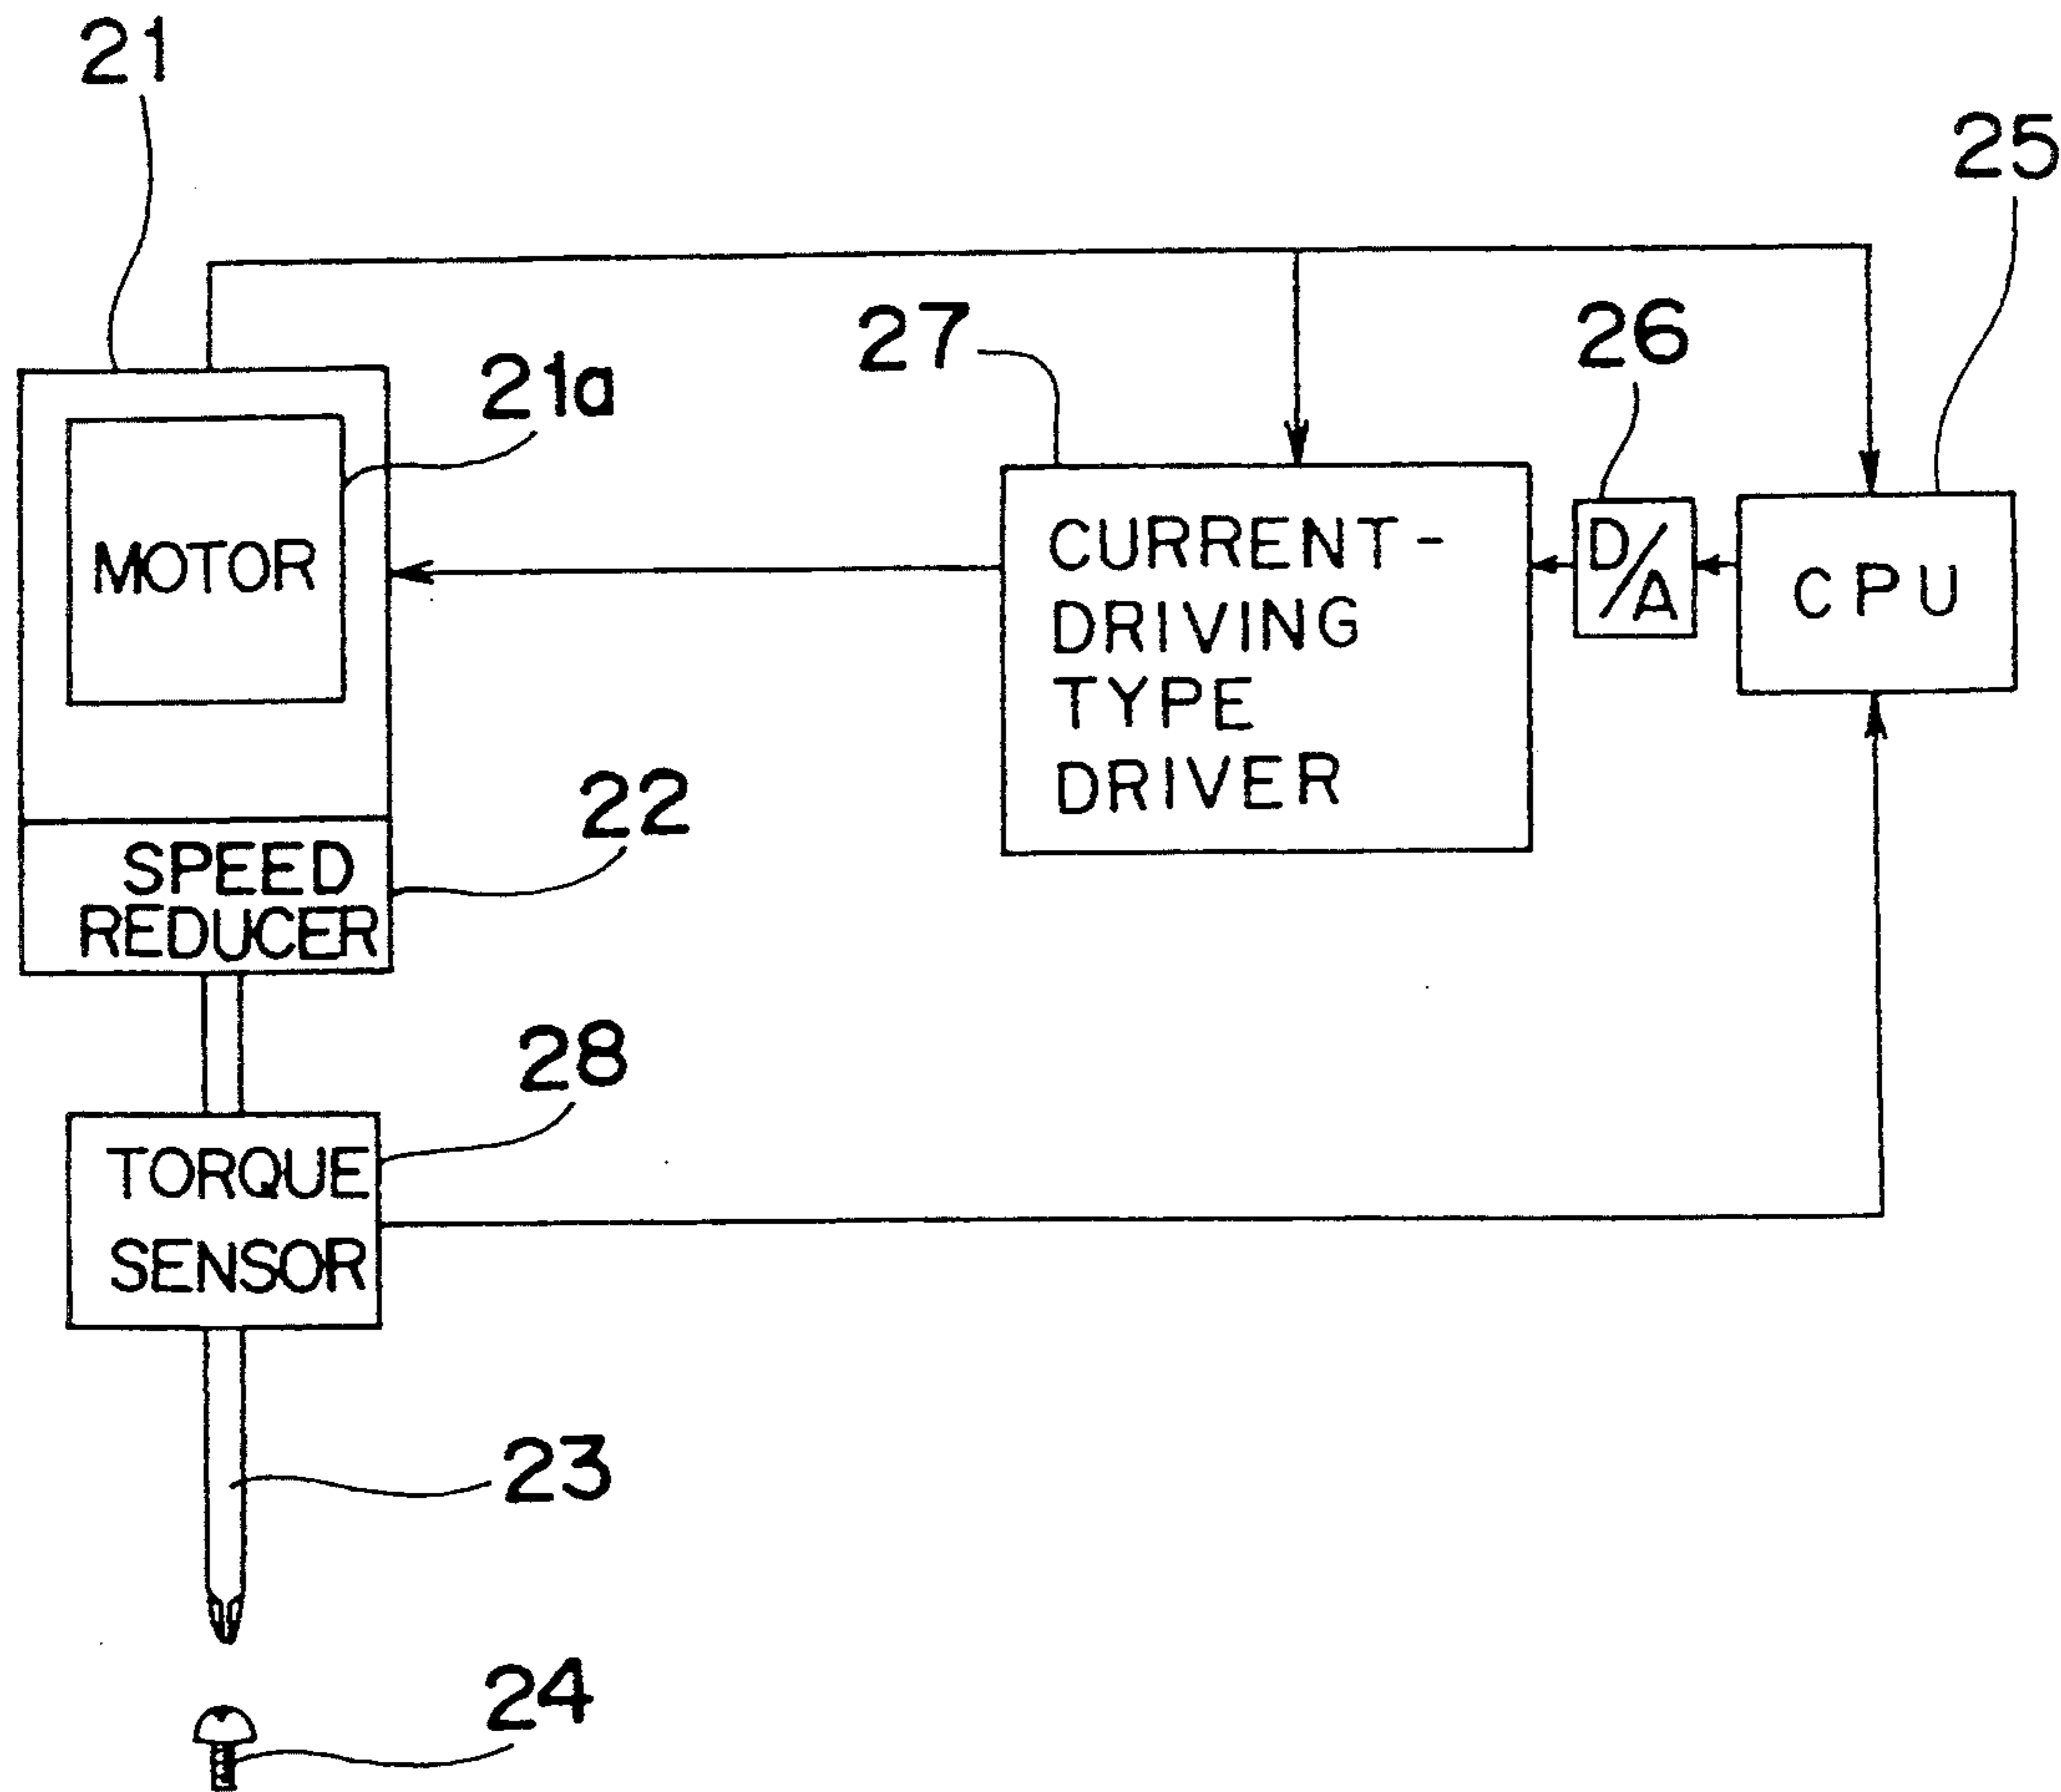 21
25
27
26
21a
MOTOR
CURRENT-
DRIVING
TYPE
DRIVER
D/A
CPU
22
SPEED
REDUCER
28
TORQUE
SENSOR
23
24